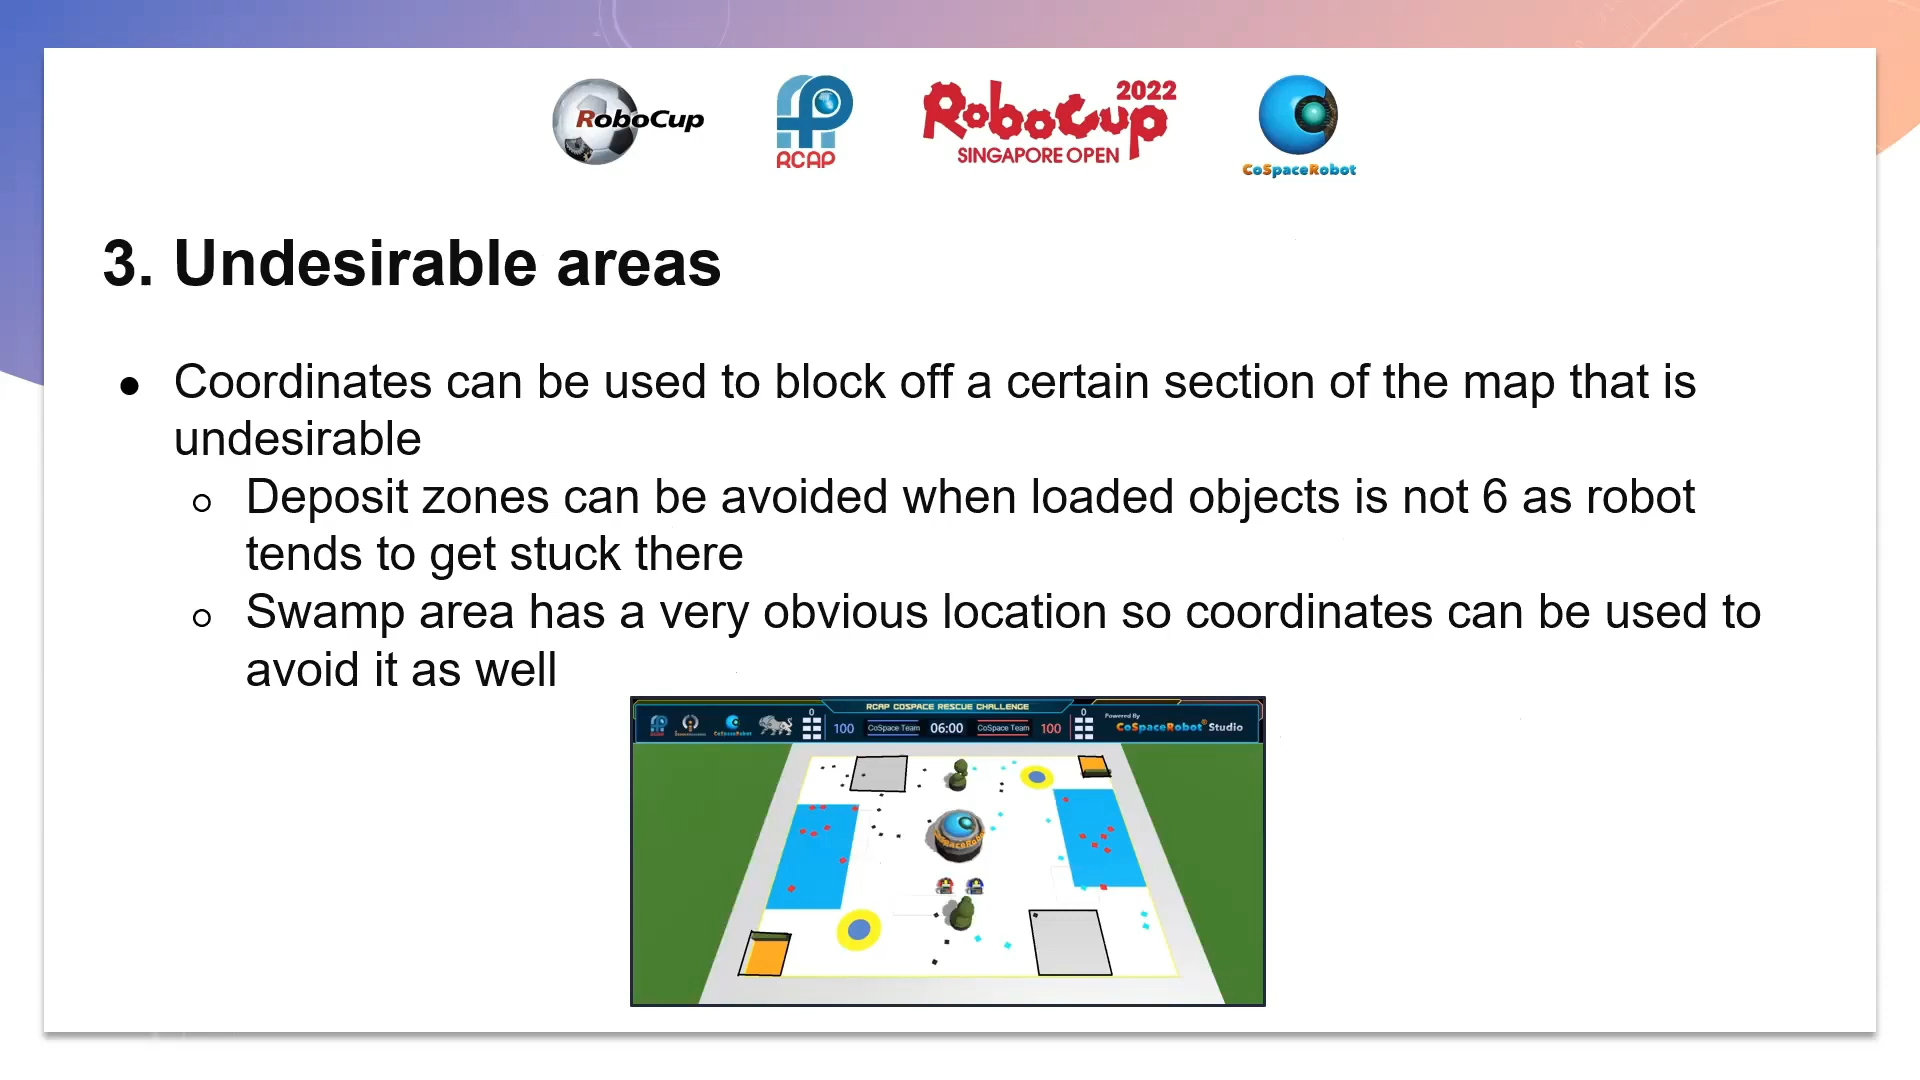 RoboCup
RCAP
RoboCup 2022
SINGAPORE OPEN
CoSpaceRobot
3. Undesirable areas
● Coordinates can be used to block off a certain section of the map that is
undesirable
○ Deposit zones can be avoided when loaded objects is not 6 as robot
tends to get stuck there
○ Swamp area has a very obvious location so coordinates can be used to
avoid it as well
RCAP COSPACE RESCUE CHALLENGE
0 100 CoSpace Team 06:00 CoSpace Team 100 0
Powered By
CoSpaceRobot® Studio